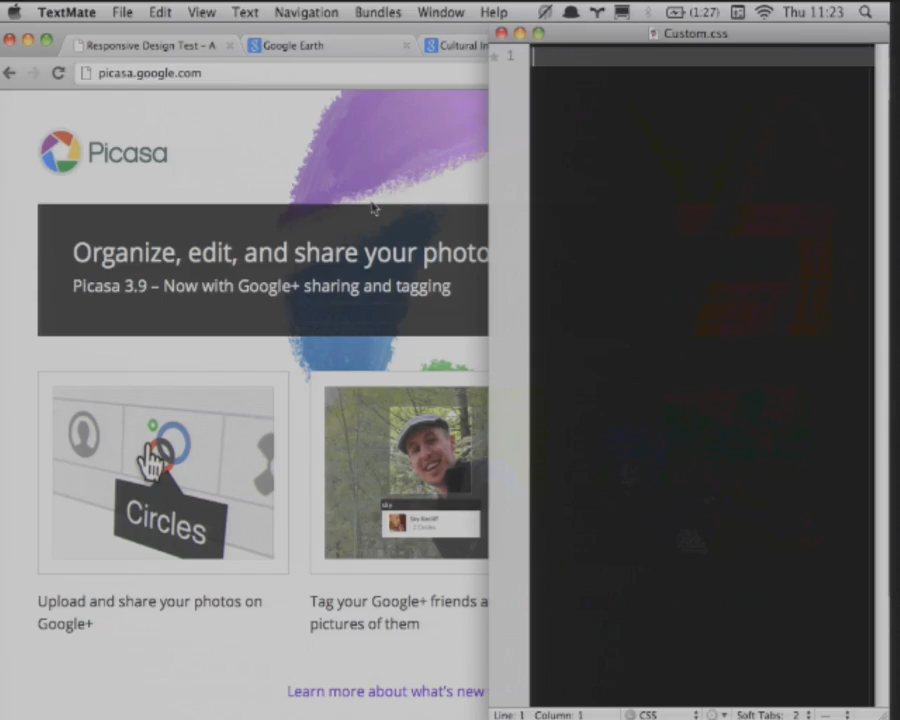 TextMate File Edit View Text Navigation Bundles Window Help (1:27) Thu 11:23
Responsive Design Test – A
Google Earth
Cultural In
Custom.css
picasa.google.com
1
Picasa
Organize, edit, and share your photo
Picasa 3.9 – Now with Google+ sharing and tagging
Circles
Upload and share your photos on
Google+
Tag your Google+ friends a
pictures of them
Learn more about what's new
Line: 1 Column: 1 CSS Soft Tabs: 2